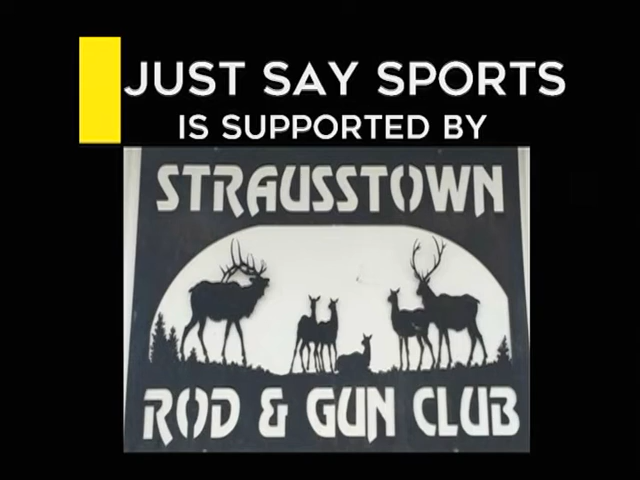 JUST SAY SPORTS
IS SUPPORTED BY
STRAUSSTOWN
ROD & GUN CLUB